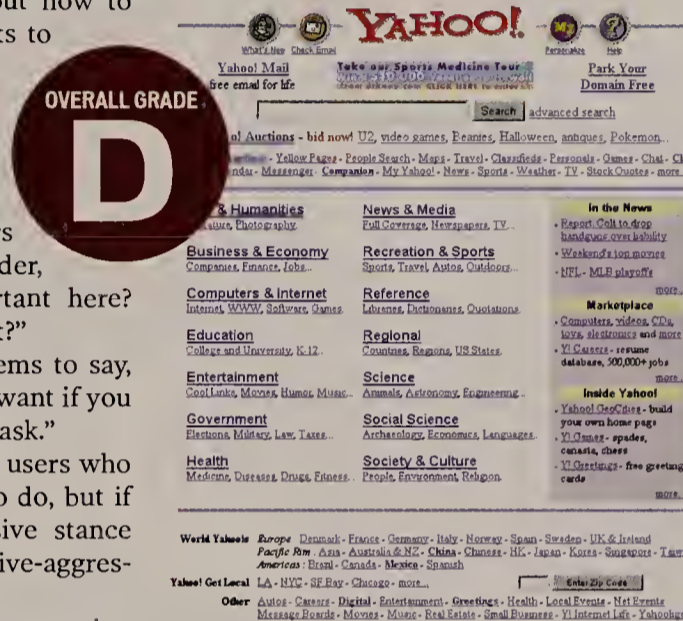 out how to
ts to
OVERALL GRADE
D
rs
der,
rtant here?
t?"
ems to say,
want if you
ask."
users who
o do, but if
sive stance
ive-aggres-
YAHOO!
What's New Check Email Personalize Help
Yahoo! Mail
free email for life
Take our Sports Medicine Tour
CLICK HERE
Park Your
Domain Free
Search advanced search
o! Auctions - bid now! U2, video games, Beanies, Halloween, antiques, Pokemon...
Yellow Pages - People Search - Maps - Travel - Classifieds - Personals - Games - Chat -
ndar - Messenger - Companion - My Yahoo! - News - Sports - Weather - TV - Stock Quotes - more
& Humanities
Photography
News & Media
Full Coverage, Newspapers, TV...
Business & Economy
Companies, Finance, Jobs...
Recreation & Sports
Sports, Travel, Autos, Outdoors...
Computers & Internet
Internet, WWW, Software, Games
Reference
Libraries, Dictionaries, Quotations
Education
College and University, K-12..
Regional
Countries, Regions, US States.
Entertainment
Cool Links, Movies, Humor, Music...
Science
Animals, Astronomy, Engineering...
Government
Elections, Military, Law, Taxes...
Social Science
Archaeology, Economics, Languages..
Health
Medicine, Diseases, Drugs, Fitness..
Society & Culture
People, Environment, Religion.
In the News
· Report: Colt to drop
handguns over liability
· Weekend's top movies
· NFL - MLB playoffs
more..
Marketplace
· Computers, videos, CDs,
toys, electronics and more
· Y! Careers - resume
database, 500,000+ jobs
more..
Inside Yahoo!
· Yahoo! GeoCities - build
your own home page
· Y! Games - spades,
canasta, chess
· Y! Greetings - free greeting
cards
more..
World Yahoos Europe Denmark - France - Germany - Italy - Norway - Spain - Sweden - UK & Ireland
Pacific Rim : Asia - Australia & NZ - China - Chinese - HK - Japan - Korea - Singapore -
Americas : Brazil - Canada - Mexico - Spanish
Yahoo! Get Local LA - NYC - SF Bay - Chicago - more... Enter Zip Code
Other Autos - Careers - Digital - Entertainment - Greetings - Health - Local Events - Net Events
Message Boards - Movies - Music - Real Estate - Small Business - Y! Internet Life -